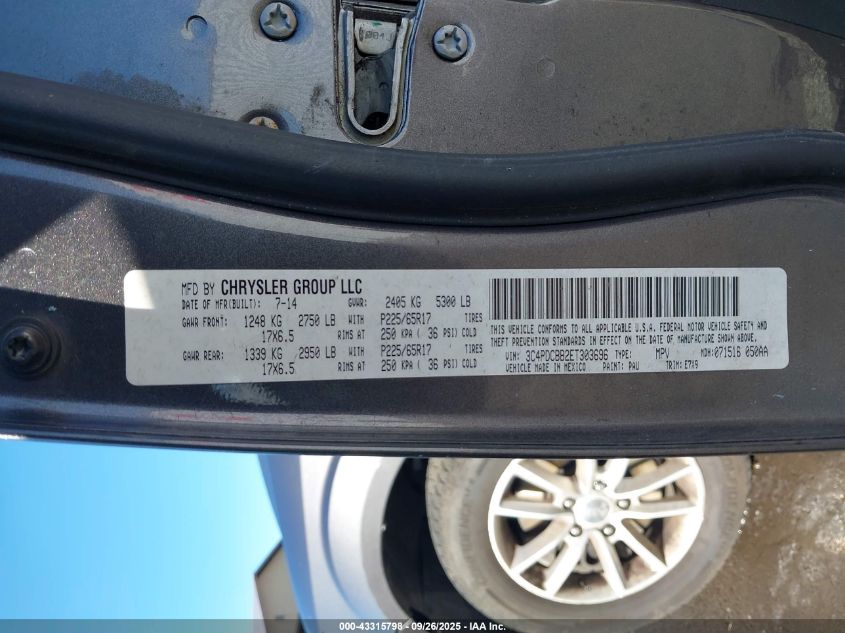 004J
MFD BY CHRYSLER GROUP LLC
DATE OF MFR(BUILT): 7-14 GVWR: 2405 KG 5300 LB
GAWR FRONT: 1248 KG 2750 LB WITH P225/65R17 TIRES
17X6.5 RIMS AT 250 KPA ( 36 PSI) COLD
GAWR REAR: 1339 KG 2950 LB WITH P225/65R17 TIRES
17X6.5 RIMS AT 250 KPA ( 36 PSI) COLD
THIS VEHICLE CONFORMS TO ALL APPLICABLE U.S.A. FEDERAL MOTOR VEHICLE SAFETY AND
THEFT PREVENTION STANDARDS IN EFFECT ON THE DATE OF MANUFACTURE SHOWN ABOVE.
VIN: 3C4PDCBB2ET303696 TYPE: MPV MDH: 071516 050AA
VEHICLE MADE IN MEXICO PAINT: PAU TRIM: E7X9
000-43315798 - 09/26/2025 - IAA Inc.